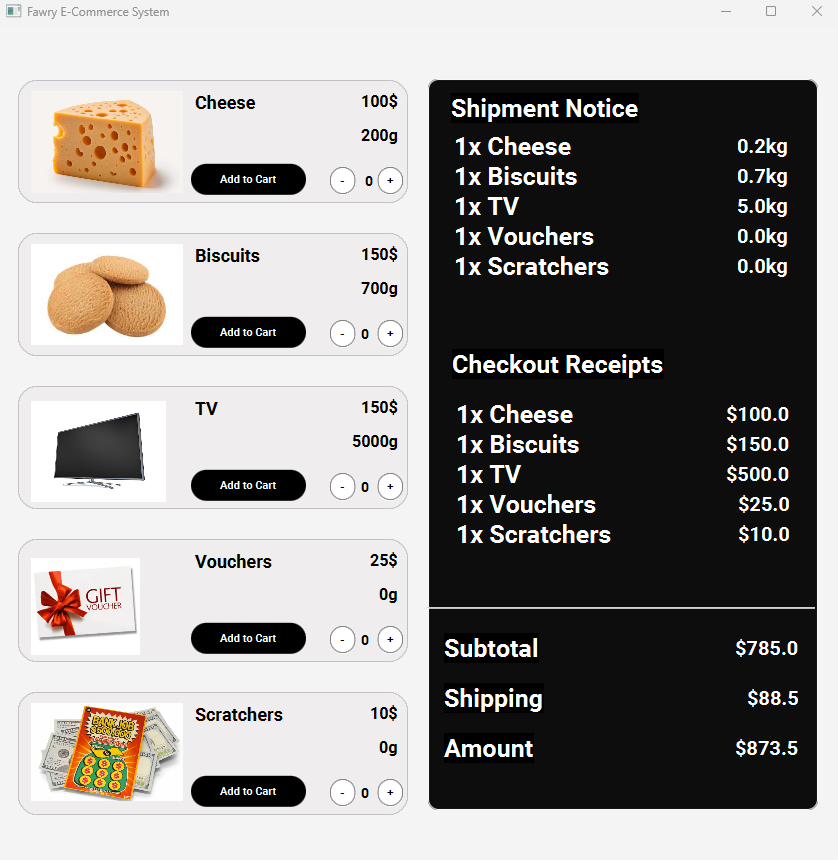 Fawry E-Commerce System
Cheese 100$
200g
Add to Cart - 0 +
Biscuits 150$
700g
Add to Cart - 0 +
TV 150$
5000g
Add to Cart - 0 +
GIFT
VOUCHER
Vouchers 25$
0g
Add to Cart - 0 +
BANK JOB
Scratchers 10$
0g
Add to Cart - 0 +
Shipment Notice
1x Cheese 0.2kg
1x Biscuits 0.7kg
1x TV 5.0kg
1x Vouchers 0.0kg
1x Scratchers 0.0kg
Checkout Receipts
1x Cheese $100.0
1x Biscuits $150.0
1x TV $500.0
1x Vouchers $25.0
1x Scratchers $10.0
Subtotal $785.0
Shipping $88.5
Amount $873.5